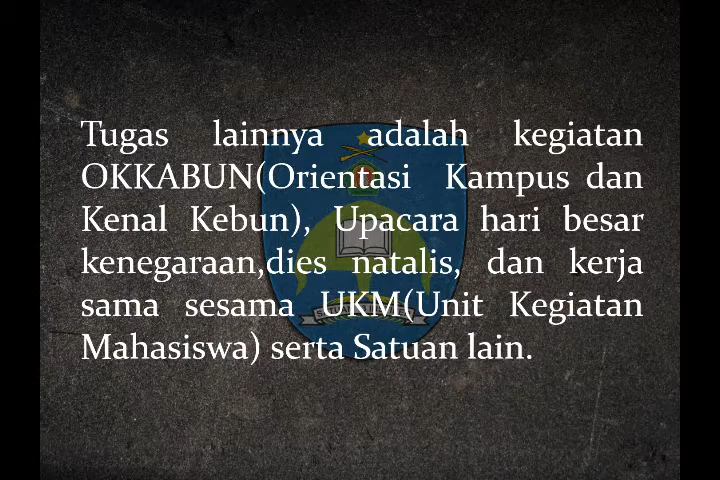 Tugas lainnya adalah kegiatan
OKKABUN(Orientasi Kampus dan
Kenal Kebun), Upacara hari besar
kenegaraan,dies natalis, dan kerja
sama sesama UKM(Unit Kegiatan
Mahasiswa) serta Satuan lain.